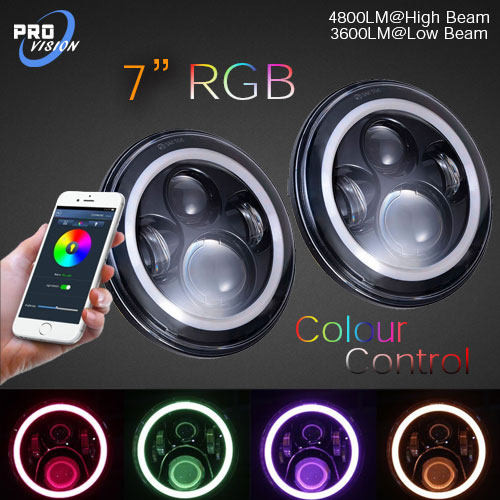 PRO
VISION
4800LM@High Beam
3600LM@Low Beam
7” RGB
Colour
Control